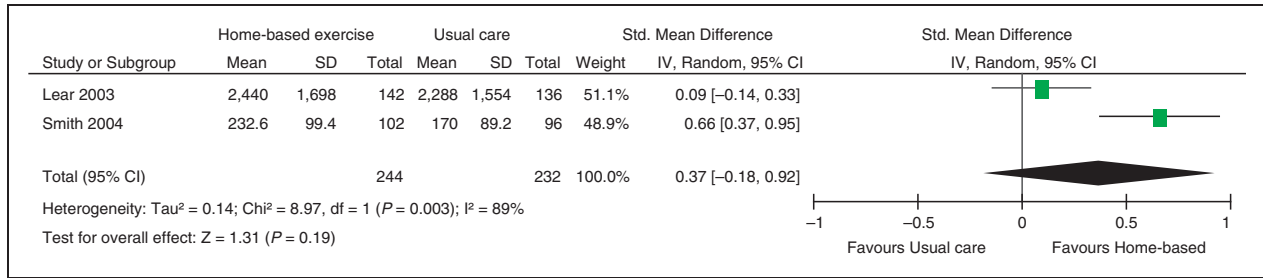 Home-based exercise Usual care Std. Mean Difference Std. Mean Difference
Study or Subgroup Mean SD Total Mean SD Total Weight IV, Random, 95% CI IV, Random, 95% CI
Lear 2003 2,440 1,698 142 2,288 1,554 136 51.1% 0.09 [–0.14, 0.33]
Smith 2004 232.6 99.4 102 170 89.2 96 48.9% 0.66 [0.37, 0.95]
Total (95% CI) 244 232 100.0% 0.37 [–0.18, 0.92]
Heterogeneity: Tau² = 0.14; Chi² = 8.97, df = 1 (P = 0.003); I² = 89%
Test for overall effect: Z = 1.31 (P = 0.19)
–1 –0.5 0 0.5 1
Favours Usual care Favours Home-based